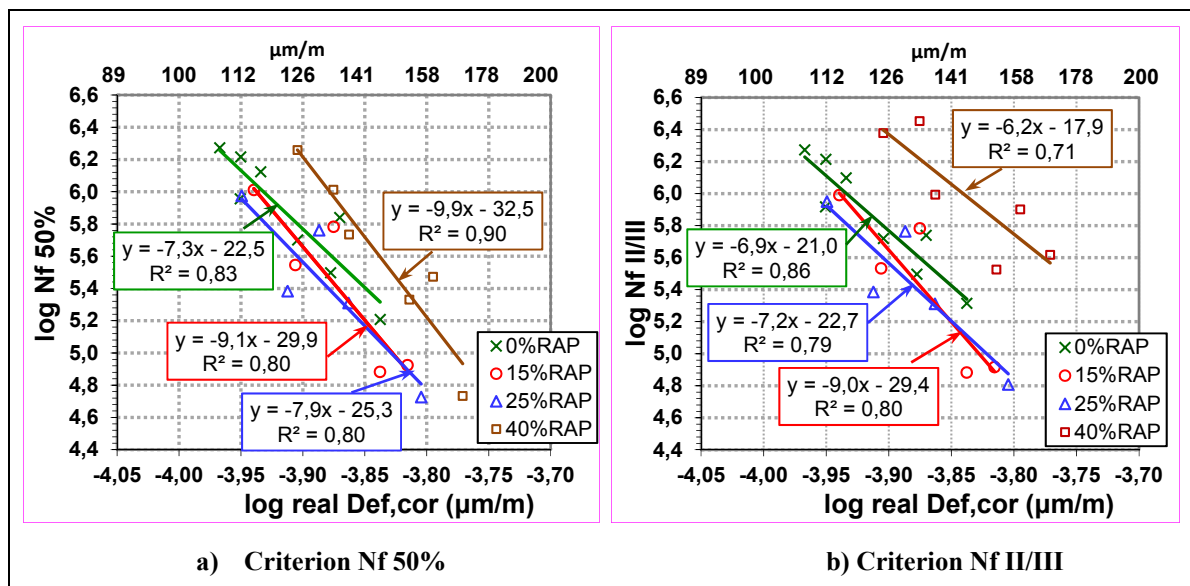 µm/m
89 100 112 126 141 158 178 200
6,6
6,4
6,2
6,0
5,8
5,6
5,4
5,2
5,0
4,8
4,6
4,4
log Nf 50%
y = -9,9x - 32,5
R² = 0,90
y = -7,3x - 22,5
R² = 0,83
y = -9,1x - 29,9
R² = 0,80
y = -7,9x - 25,3
R² = 0,80
0%RAP
15%RAP
25%RAP
40%RAP
-4,05 -4,00 -3,95 -3,90 -3,85 -3,80 -3,75 -3,70
log real Def,cor (µm/m)
a) Criterion Nf 50%
µm/m
89 100 112 126 141 158 178 200
6,6
6,4
6,2
6,0
5,8
5,6
5,4
5,2
5,0
4,8
4,6
4,4
log Nf II/III
y = -6,2x - 17,9
R² = 0,71
y = -6,9x - 21,0
R² = 0,86
y = -7,2x - 22,7
R² = 0,79
y = -9,0x - 29,4
R² = 0,80
0%RAP
15%RAP
25%RAP
40%RAP
-4,05 -4,00 -3,95 -3,90 -3,85 -3,80 -3,75 -3,70
log real Def,cor (µm/m)
b) Criterion Nf II/III